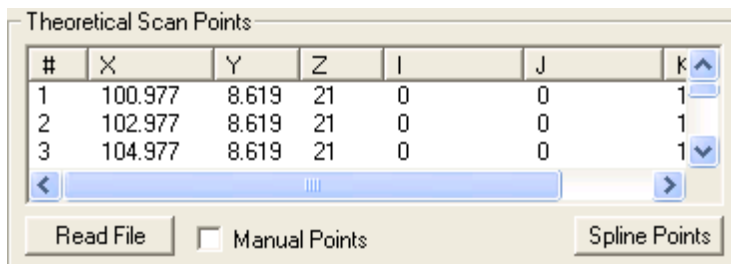 Theoretical Scan Points
# X Y Z I J K
1 100.977 8.619 21 0 0 1
2 102.977 8.619 21 0 0 1
3 104.977 8.619 21 0 0 1
Read File Manual Points Spline Points